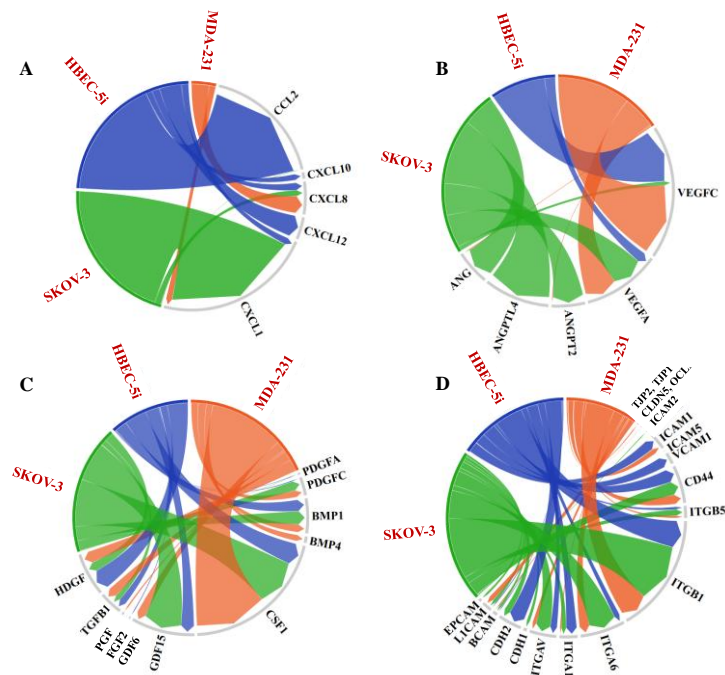 A
HBEC-5i
MDA-231
CCL2
CXCL10
CXCL8
CXCL12
CXCL1
SKOV-3
B
HBEC-5i
MDA-231
SKOV-3
VEGFC
VEGFA
ANGPT2
ANGPTL4
ANG
C
HBEC-5i
MDA-231
SKOV-3
PDGFA
PDGFC
BMP1
BMP4
CSF1
GDF15
GDF6
FGF2
PGF
TGFB1
HDGF
D
HBEC-5i
MDA-231
SKOV-3
TJP2, TJP1
CLDN5, OCL.
ICAM2
ICAM1
ICAM5
VCAM1
CD44
ITGB5
ITGB1
ITGA6
ITGA1
ITGAV
CDH1
CDH2
BCAM
L1CAM
EPCAM